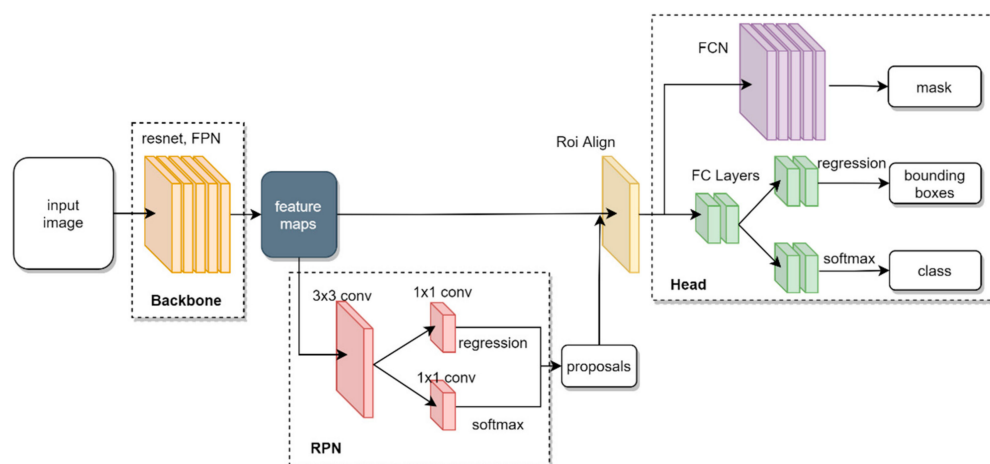 FCN
mask
resnet, FPN
Roi Align
input
image
feature
maps
FC Layers
regression
bounding
boxes
softmax
class
Backbone
Head
3x3 conv
1x1 conv
regression
1x1 conv
softmax
proposals
RPN